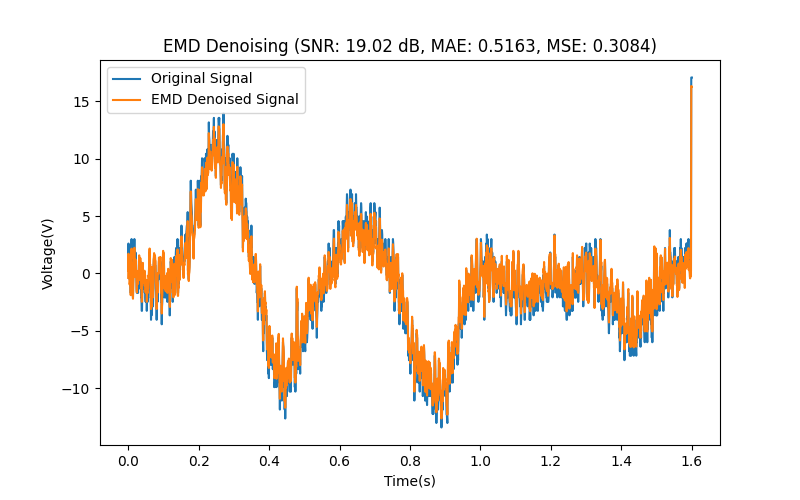 EMD Denoising (SNR: 19.02 dB, MAE: 0.5163, MSE: 0.3084)
Original Signal
EMD Denoised Signal
15
10
5
0
−5
−10
Voltage(V)
0.0 0.2 0.4 0.6 0.8 1.0 1.2 1.4 1.6
Time(s)